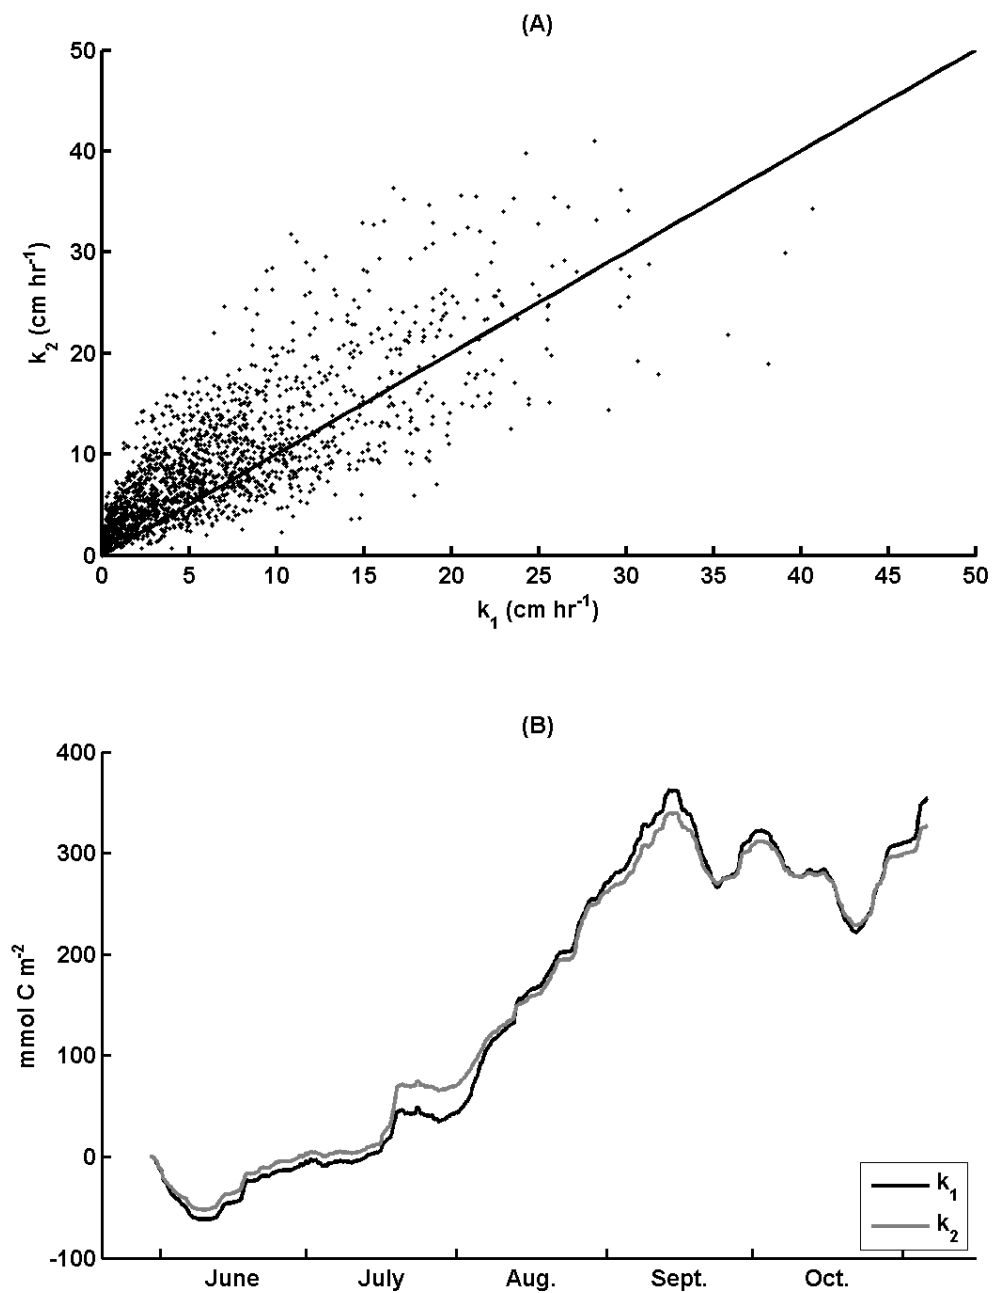 (A)
50
40
30
20
10
0
k₂ (cm hr⁻¹)
0 5 10 15 20 25 30 35 40 45 50
k₁ (cm hr⁻¹)
(B)
400
300
200
100
0
-100
mmol C m⁻²
k₁
k₂
June July Aug. Sept. Oct.